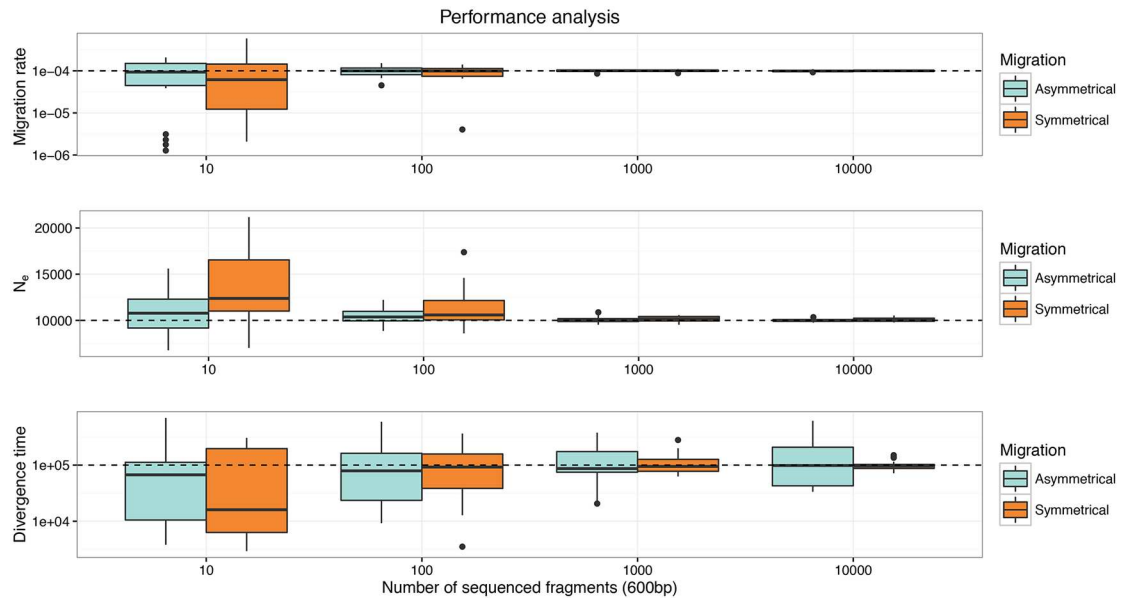 Performance analysis
Migration rate
1e−04
1e−05
1e−06
10
100
1000
10000
Migration
Asymmetrical
Symmetrical
Ne
20000
15000
10000
10
100
1000
10000
Migration
Asymmetrical
Symmetrical
Divergence time
1e+05
1e+04
10
100
1000
10000
Number of sequenced fragments (600bp)
Migration
Asymmetrical
Symmetrical